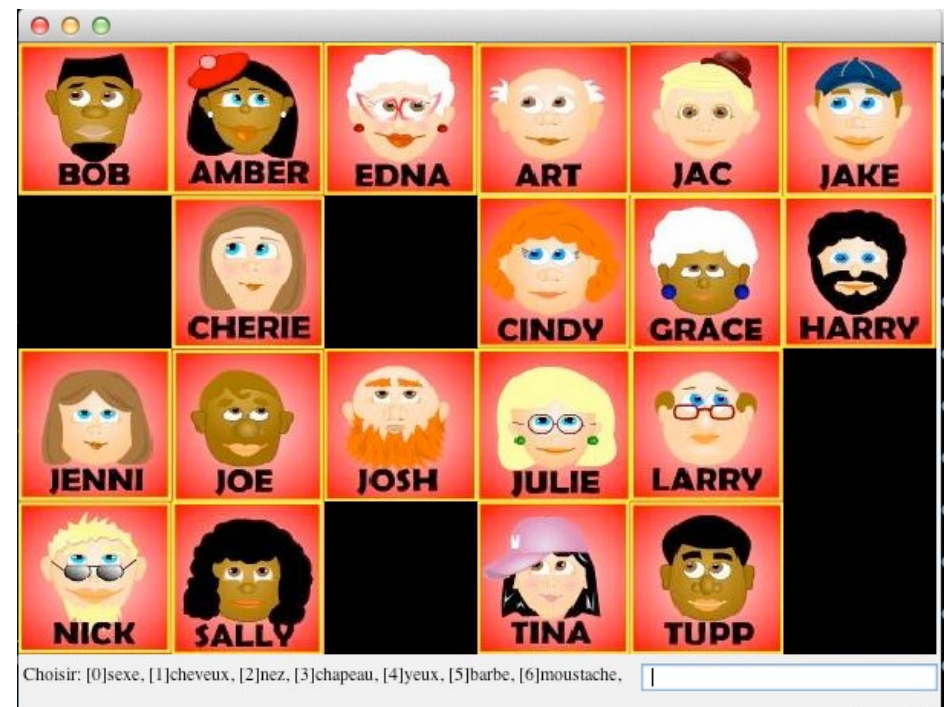 BOB AMBER EDNA ART JAC JAKE
CHERIE CINDY GRACE HARRY
JENNI JOE JOSH JULIE LARRY
NICK SALLY TINA TUPP
Choisir: [0]sexe, [1]cheveux, [2]nez, [3]chapeau, [4]yeux, [5]barbe, [6]moustache,